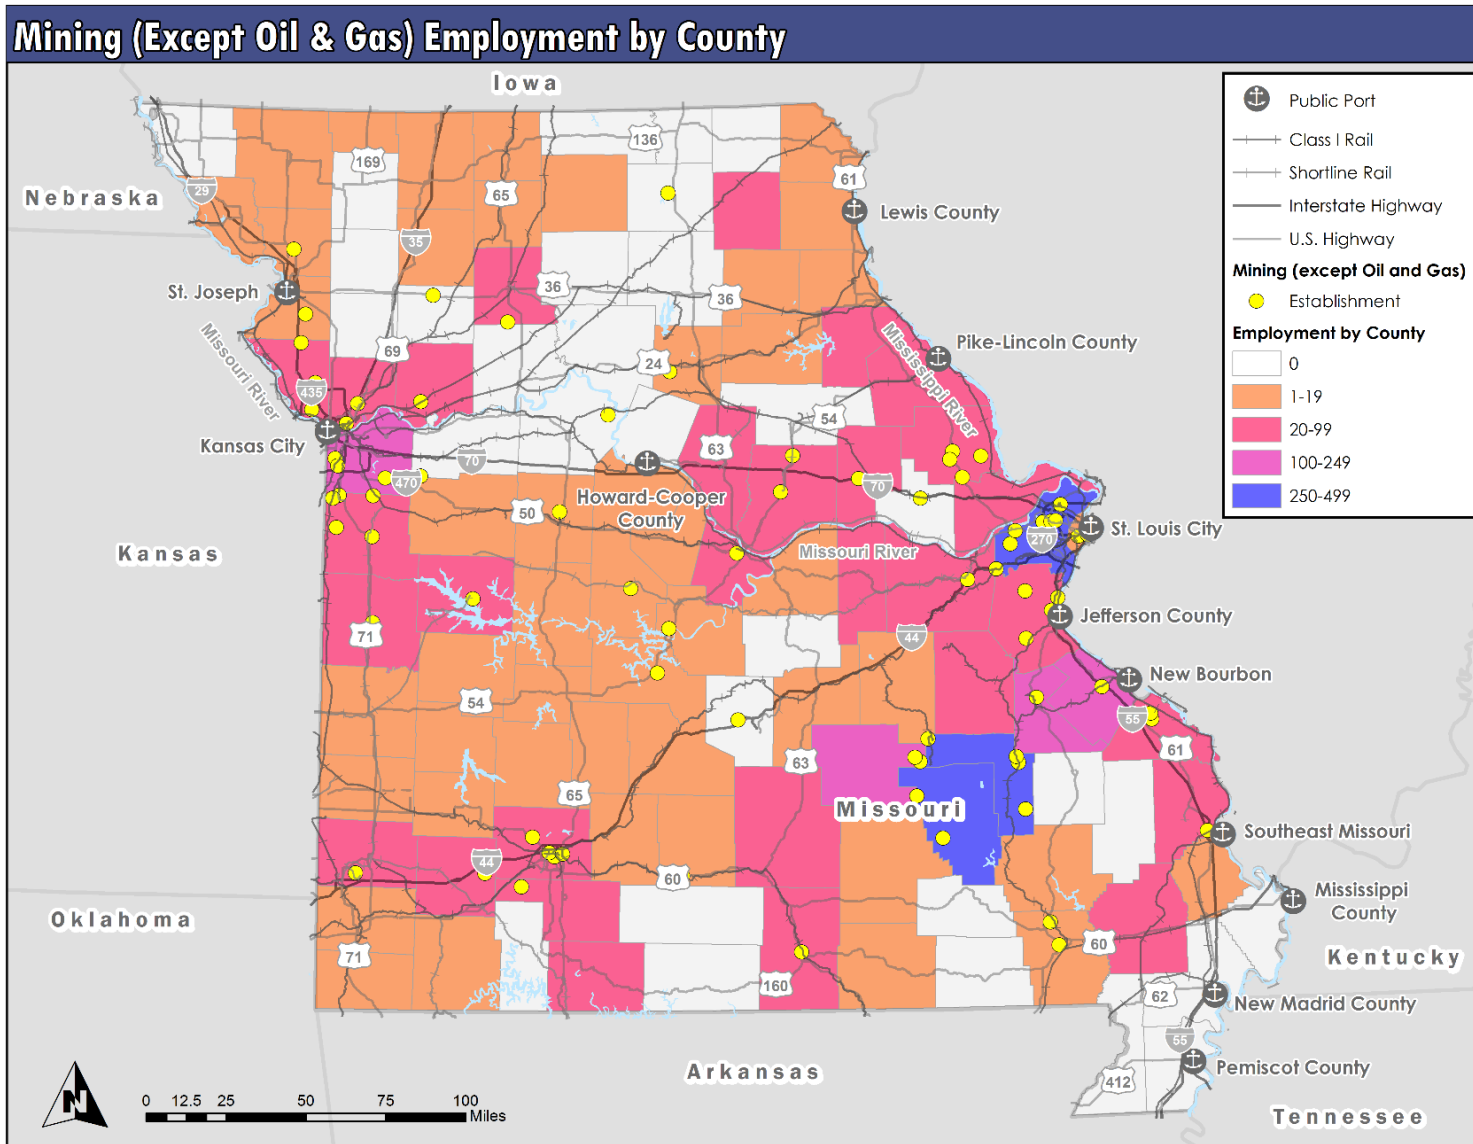 Mining (Except Oil & Gas) Employment by County
Iowa
Public Port
Class I Rail
Shortline Rail
Interstate Highway
U.S. Highway
Mining (except Oil and Gas)
Establishment
Employment by County
0
1-19
20-99
100-249
250-499
136
169
61
29
65
Nebraska
Lewis County
35
St. Joseph
36
36
Missouri River
Mississippi River
Pike-Lincoln County
69
24
435
54
Kansas City
63
70
470
70
Howard-Cooper
County
50
St. Louis City
270
Kansas
Missouri River
Jefferson County
71
44
New Bourbon
54
55
61
63
65
Missouri
Southeast Missouri
44
60
Mississippi
County
Oklahoma
60
71
Kentucky
160
62
New Madrid County
55
Arkansas
Pemiscot County
412
N
0 12.5 25 50 75 100
Miles
Tennessee